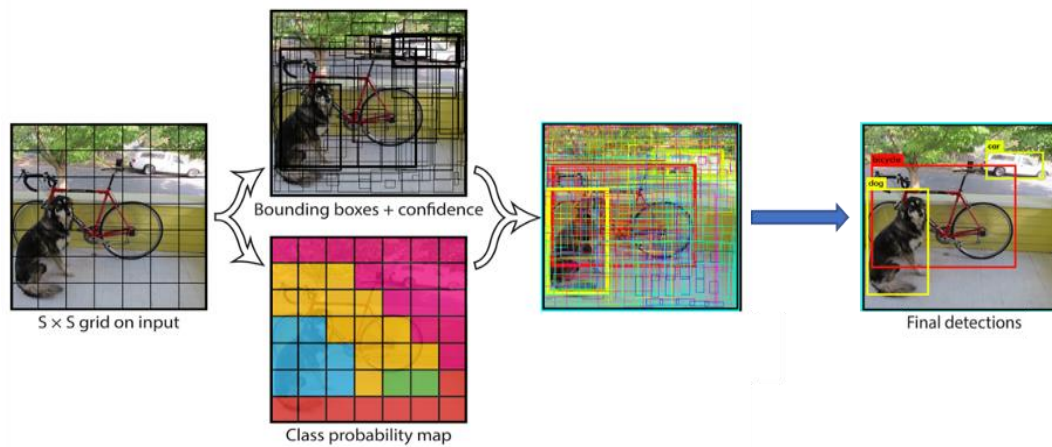 S × S grid on input
Bounding boxes + confidence
Class probability map
bicycle
car
dog
Final detections